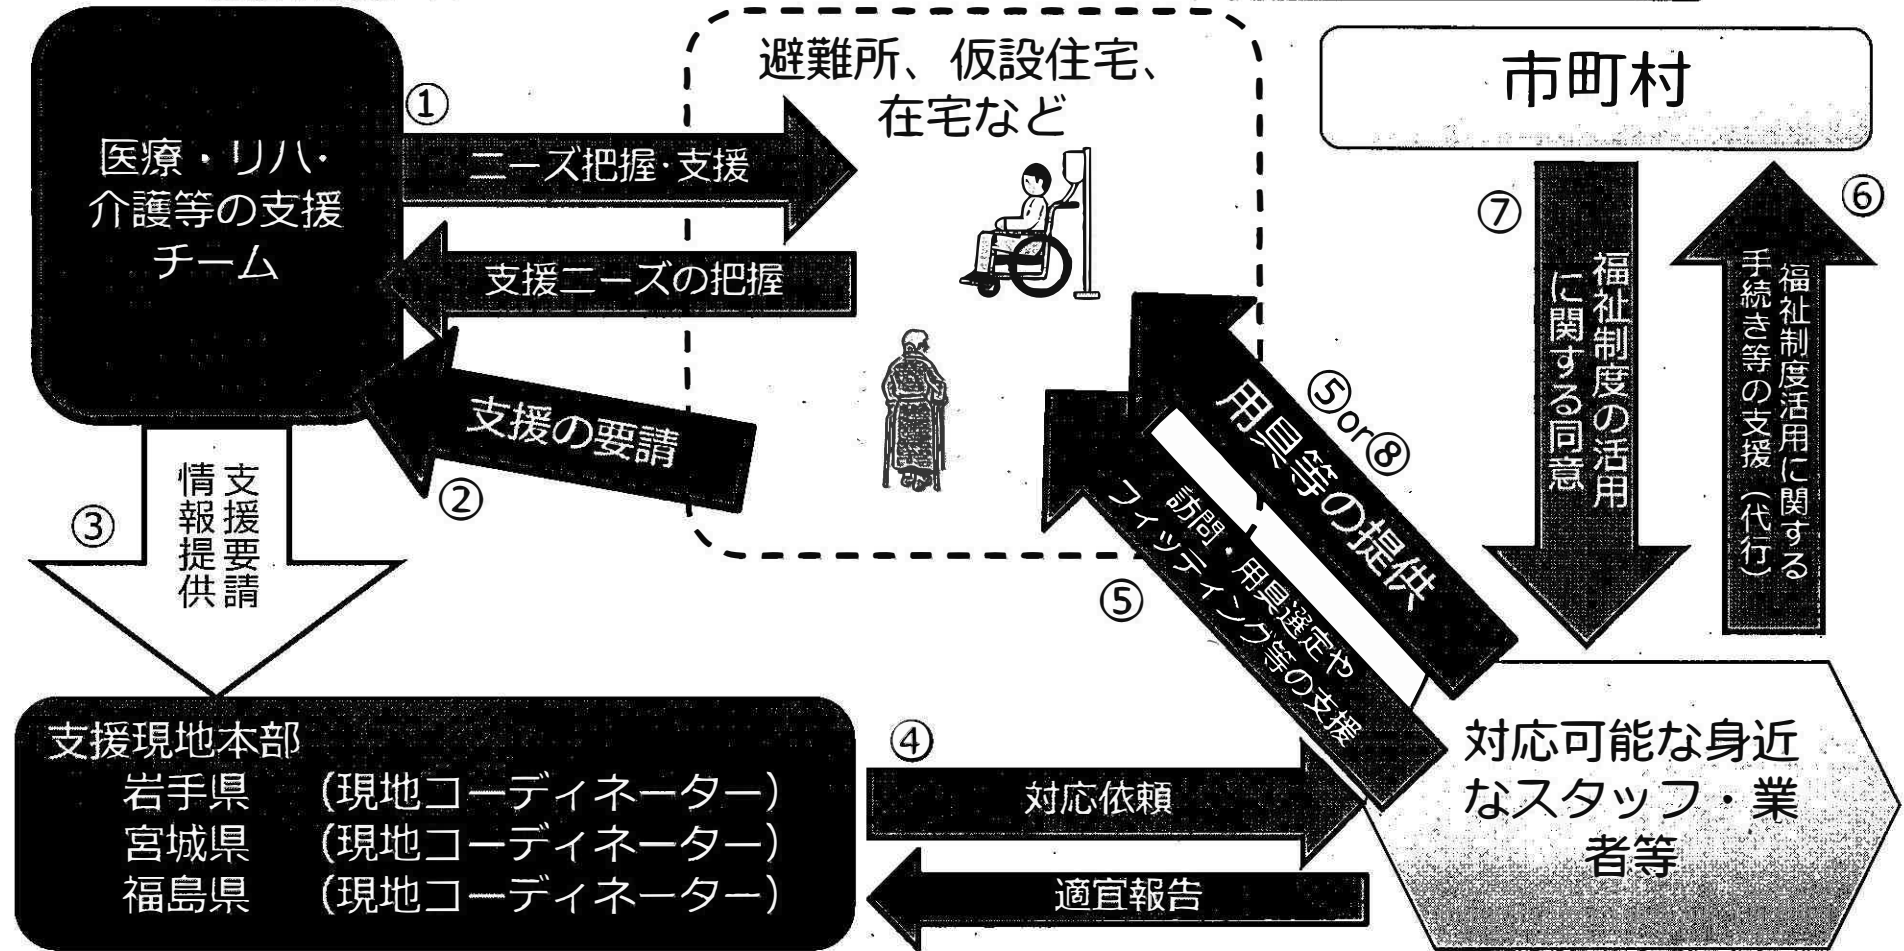 医療・リハ・
介護等の支援
チーム
①
ニーズ把握・支援
支援ニーズの把握
避難所、仮設住宅、
在宅など
市町村
⑦
福祉制度の活用
に関する同意
⑥
福祉制度活用に関する
手続き等の支援（代行）
支援の要請
②
③
支援要請
情報提供
⑤or⑧
用具等の提供
⑤
訪問・用具選定や
フィッティング等の支援
支援現地本部
岩手県 （現地コーディネーター）
宮城県 （現地コーディネーター）
福島県 （現地コーディネーター）
④
対応依頼
適宜報告
対応可能な身近
なスタッフ・業
者等